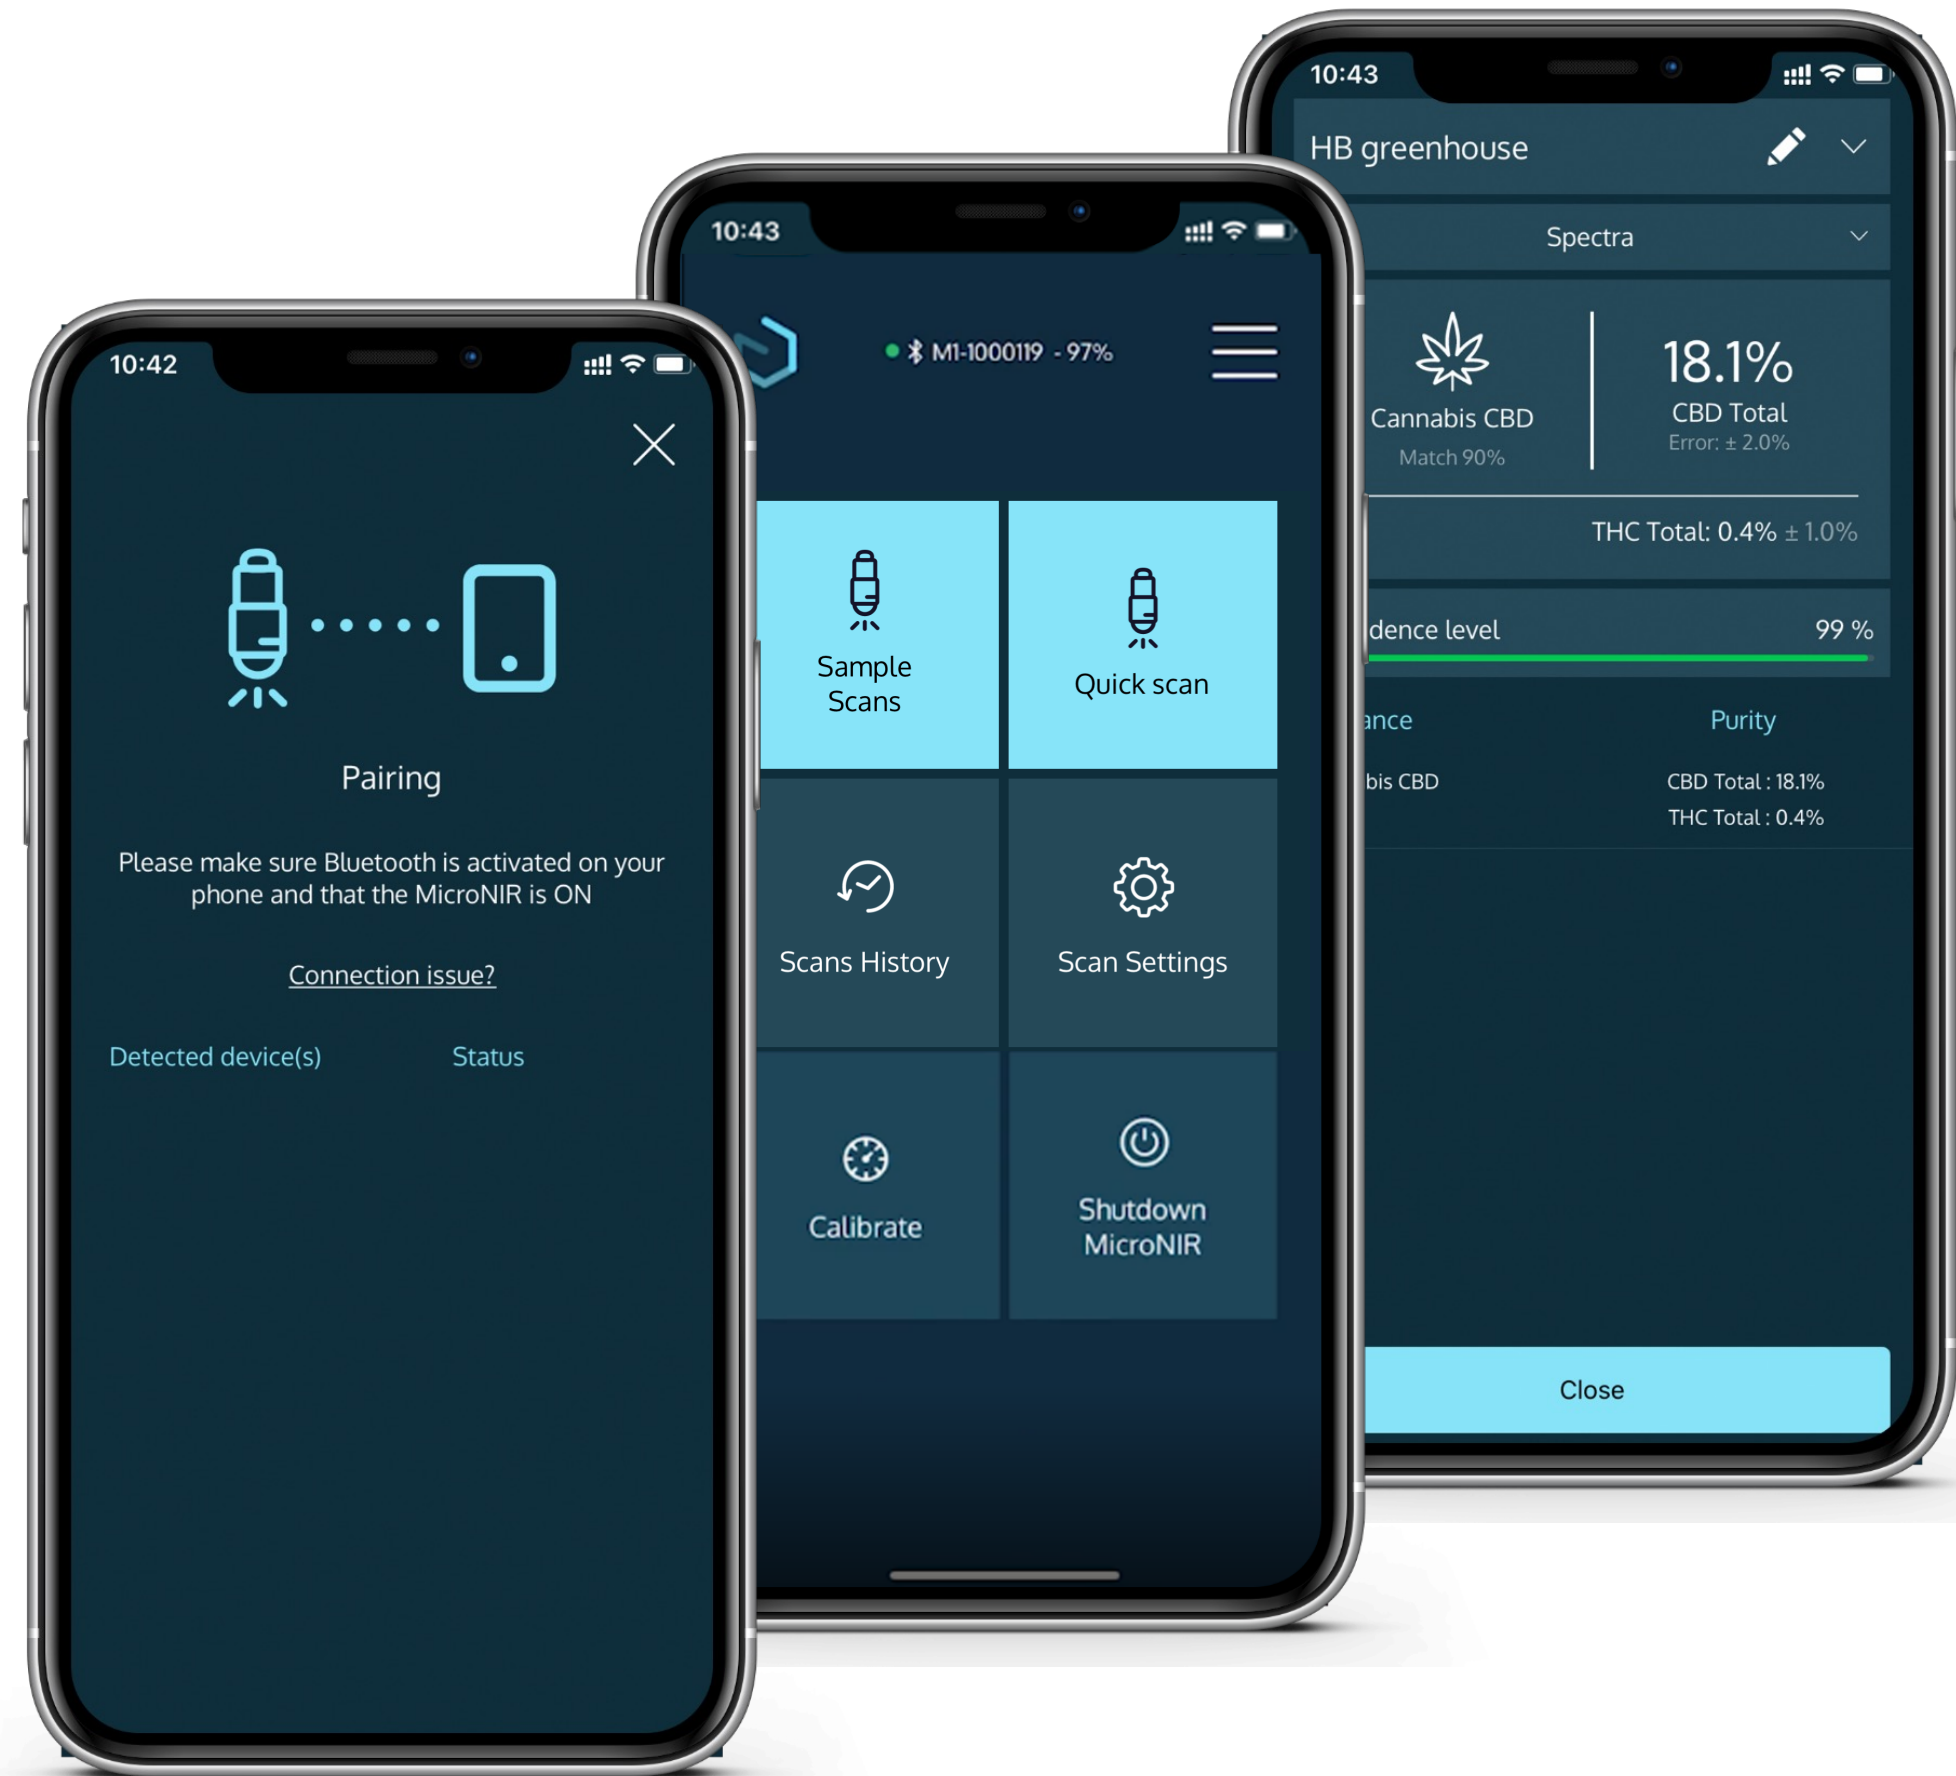 10:42
Pairing
Please make sure Bluetooth is activated on your
phone and that the MicroNIR is ON
Connection issue?
Detected device(s) Status
10:43
M1-1000119 - 97%
Sample
Scans
Quick scan
Scans History
Scan Settings
Calibrate
Shutdown
MicroNIR
10:43
HB greenhouse
Spectra
Cannabis CBD
Match 90%
18.1%
CBD Total
Error: ± 2.0%
THC Total: 0.4% ± 1.0%
dence level 99 %
ance Purity
bis CBD CBD Total : 18.1%
THC Total : 0.4%
Close